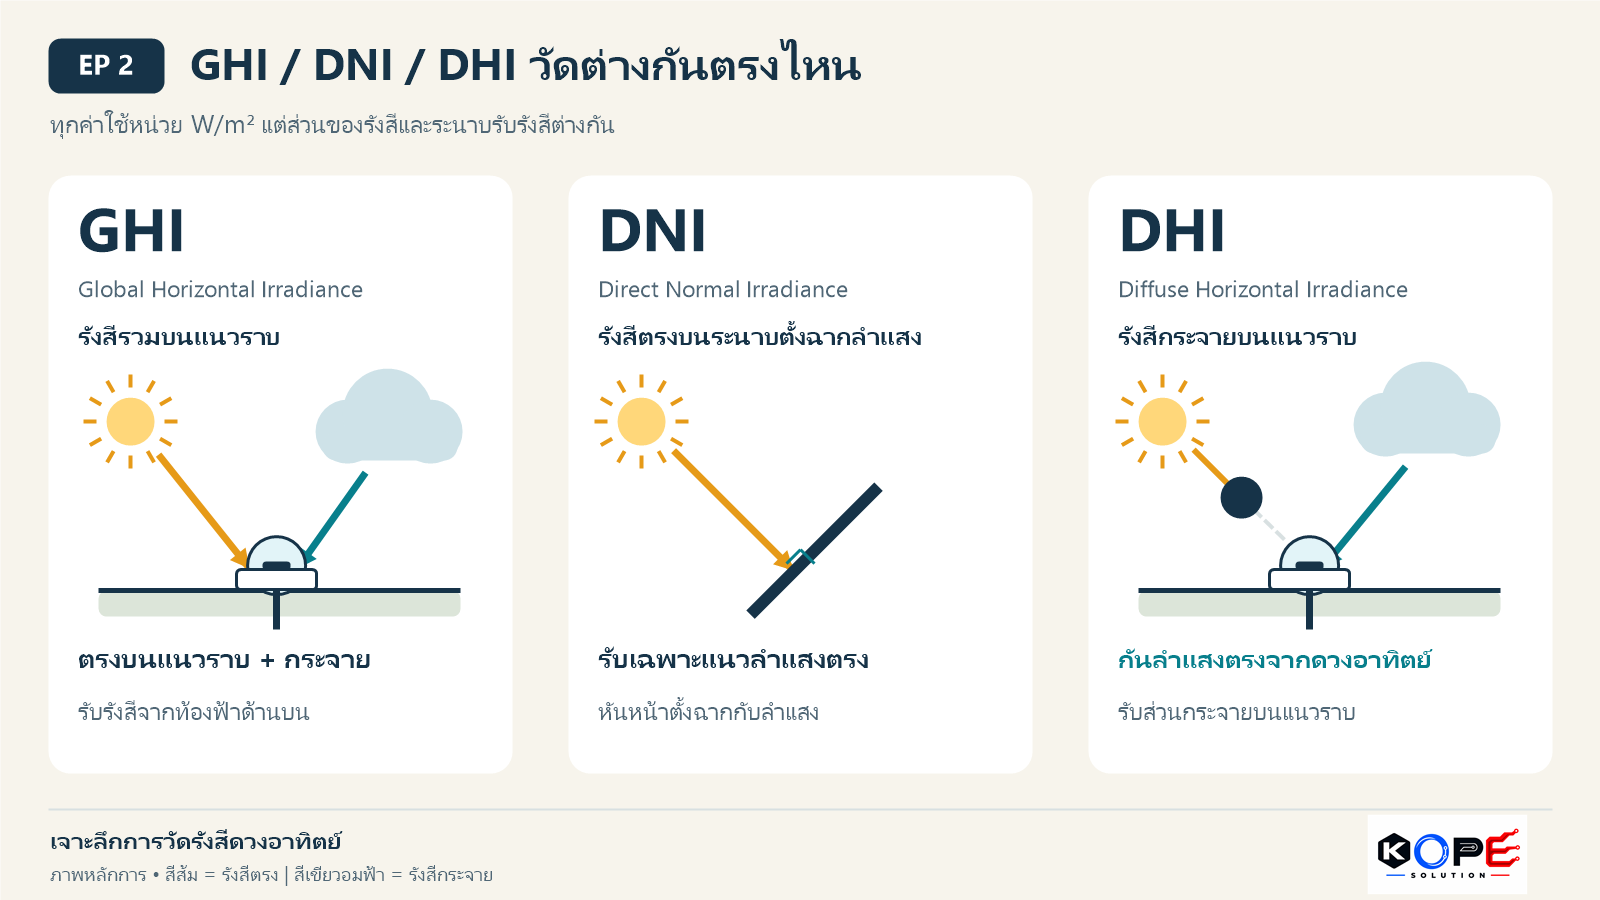 EP 2
GHI / DNI / DHI วัดต่างกันตรงไหน
ทุกค่าใช้หน่วย W/m² แต่ส่วนของรังสีและระนาบรับรังสีต่างกัน
GHI
Global Horizontal Irradiance
รังสีรวมบนแนวราบ
ตรงบนแนวราบ + กระจาย
รับรังสีจากท้องฟ้าด้านบน
DNI
Direct Normal Irradiance
รังสีตรงบนระนาบตั้งฉากลำแสง
รับเฉพาะแนวลำแสงตรง
หันหน้าตั้งฉากกับลำแสง
DHI
Diffuse Horizontal Irradiance
รังสีกระจายบนแนวราบ
กันลำแสงตรงจากดวงอาทิตย์
รับส่วนกระจายบนแนวราบ
เจาะลึกการวัดรังสีดวงอาทิตย์
ภาพหลักการ • สีส้ม = รังสีตรง | สีเขียวอมฟ้า = รังสีกระจาย
KOPE
SOLUTION